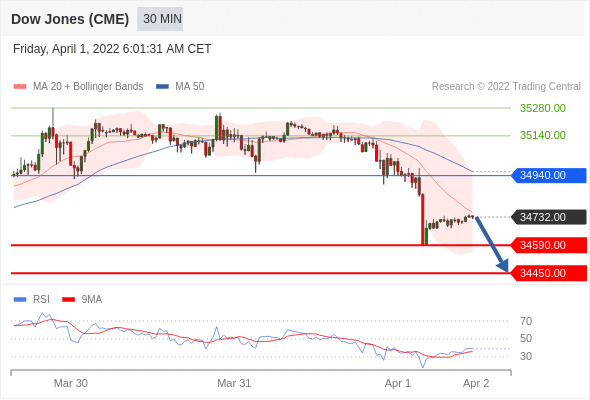 Dow Jones (CME) 30 MIN
Friday, April 1, 2022 6:01:31 AM CET
MA 20 + Bollinger Bands MA 50 Research © 2022 Trading Central
35280.00
35140.00
34940.00
34732.00
34590.00
34450.00
RSI 9MA
70
50
30
Mar 30 Mar 31 Apr 1 Apr 2